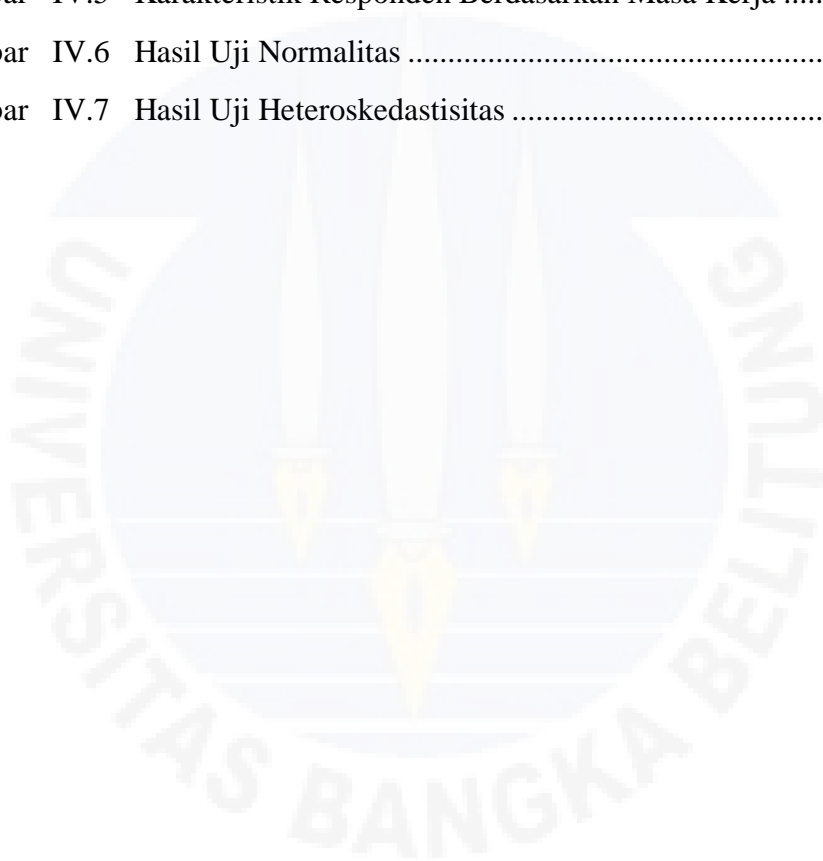 bar IV.5 Karakteristik Responden Berdasarkan Masa Kerja .....
bar IV.6 Hasil Uji Normalitas ...................................................
bar IV.7 Hasil Uji Heteroskedastisitas ......................................
UNIVERSITAS BANGKA BELITUNG